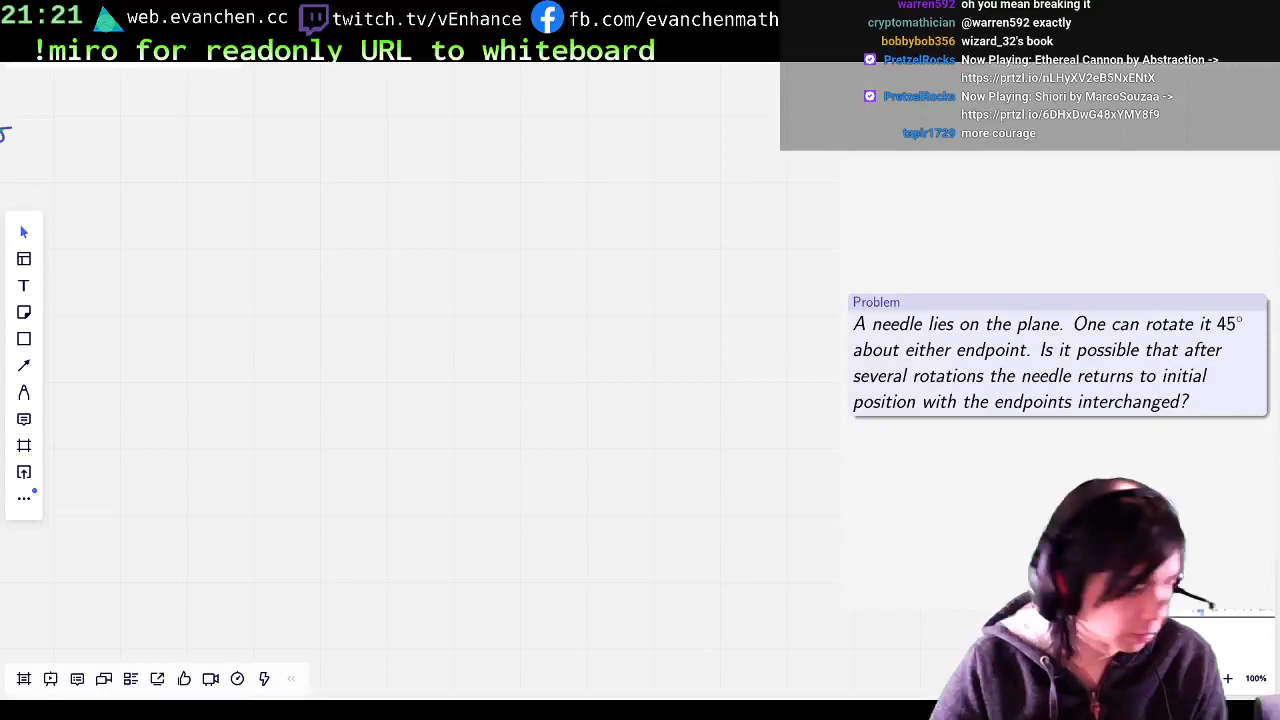 21:21 web.evanchen.cc twitch.tv/vEnhance fb.com/evanchenmath
!miro for readonly URL to whiteboard
warren592 oh you mean breaking it
cryptomathician @warren592 exactly
bobbybob356 wizard_32's book
PretzelRocks Now Playing: Ethereal Cannon by Abstraction ->
https://prtzl.io/nLHyXV2eB5NxENtX
PretzelRocks Now Playing: Shiori by MarcoSouzaa ->
https://prtzl.io/6DHxDwG48xYMY8f9
more courage
Problem
A needle lies on the plane. One can rotate it 45°
about either endpoint. Is it possible that after
several rotations the needle returns to initial
position with the endpoints interchanged?
100%